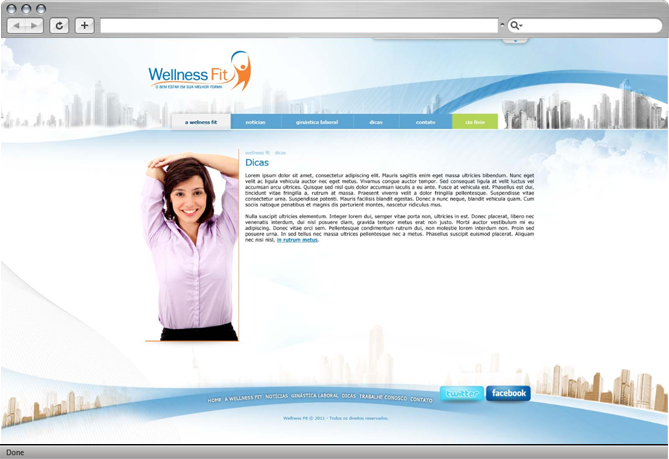 Wellness Fit
O BEM ESTAR EM SUA MELHOR FORMA
a wellness fit
notícias
ginástica laboral
dicas
contato
via livre
wellness fit - dicas
Dicas
Lorem ipsum dolor sit amet, consectetur adipiscing elit. Mauris sagittis enim eget massa ultricies bibendum. Nunc eget
velit ac ligula vehicula auctor nec eget metus. Vivamus congue auctor tempor. Sed consequat ligula at velit luctus vel
accumsan arcu ultrices. Quisque sed nisl quis dolor accumsan iaculis a eu ante. Fusce at vehicula est. Phasellus est dui,
tincidunt vitae fringilla a, rutrum at massa. Praesent viverra velit a dolor fringilla pellentesque. Suspendisse vitae
consectetur urna. Suspendisse potenti. Mauris facilisis blandit egestas. Donec a nunc neque, blandit vehicula quam. Cum
sociis natoque penatibus et magnis dis parturient montes, nascetur ridiculus mus.
Nulla suscipit ultricies elementum. Integer lorem dui, semper vitae porta non, ultricies in est. Donec placerat, libero nec
venenatis interdum, dui nisl posuere diam, gravida tempor metus erat non justo. Morbi auctor vestibulum mi eu
adipiscing. Donec vitae orci sem. Pellentesque condimentum rutrum dui, non molestie lorem interdum non. Proin sed
posuere urna. In sed tellus nec massa ultrices pellentesque nec a metus. Phasellus suscipit euismod placerat. Aliquam
nec nisi nisl, in rutrum metus.
HOME A WELLNESS FIT NOTÍCIAS GINÁSTICA LABORAL DICAS TRABALHE CONOSCO CONTATO
twitter
facebook
Wellness Fit © 2011 - Todos os direitos reservados.
Done